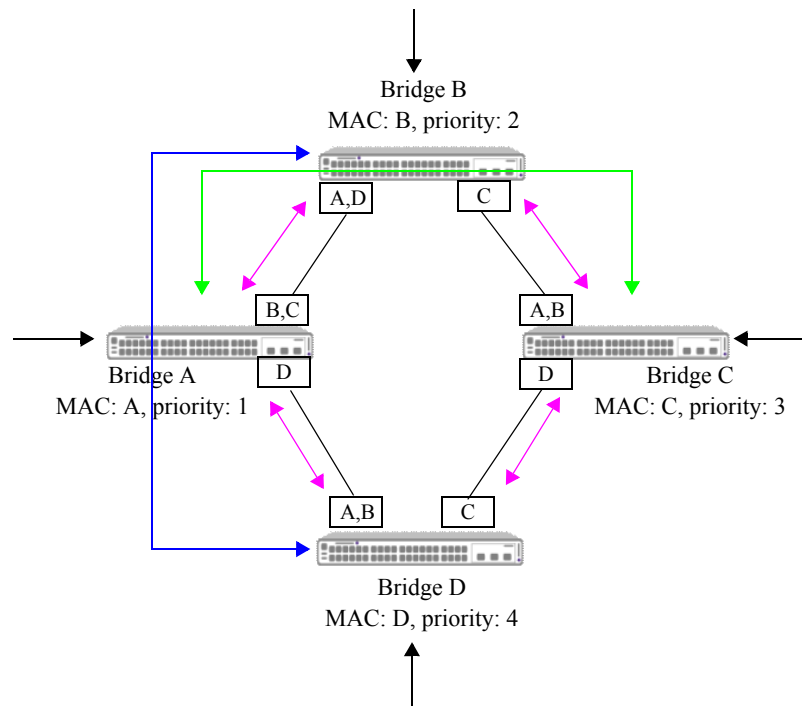 Bridge B
MAC: B, priority: 2
A,D
C
B,C
A,B
Bridge A
MAC: A, priority: 1
D
D
Bridge C
MAC: C, priority: 3
A,B
C
Bridge D
MAC: D, priority: 4